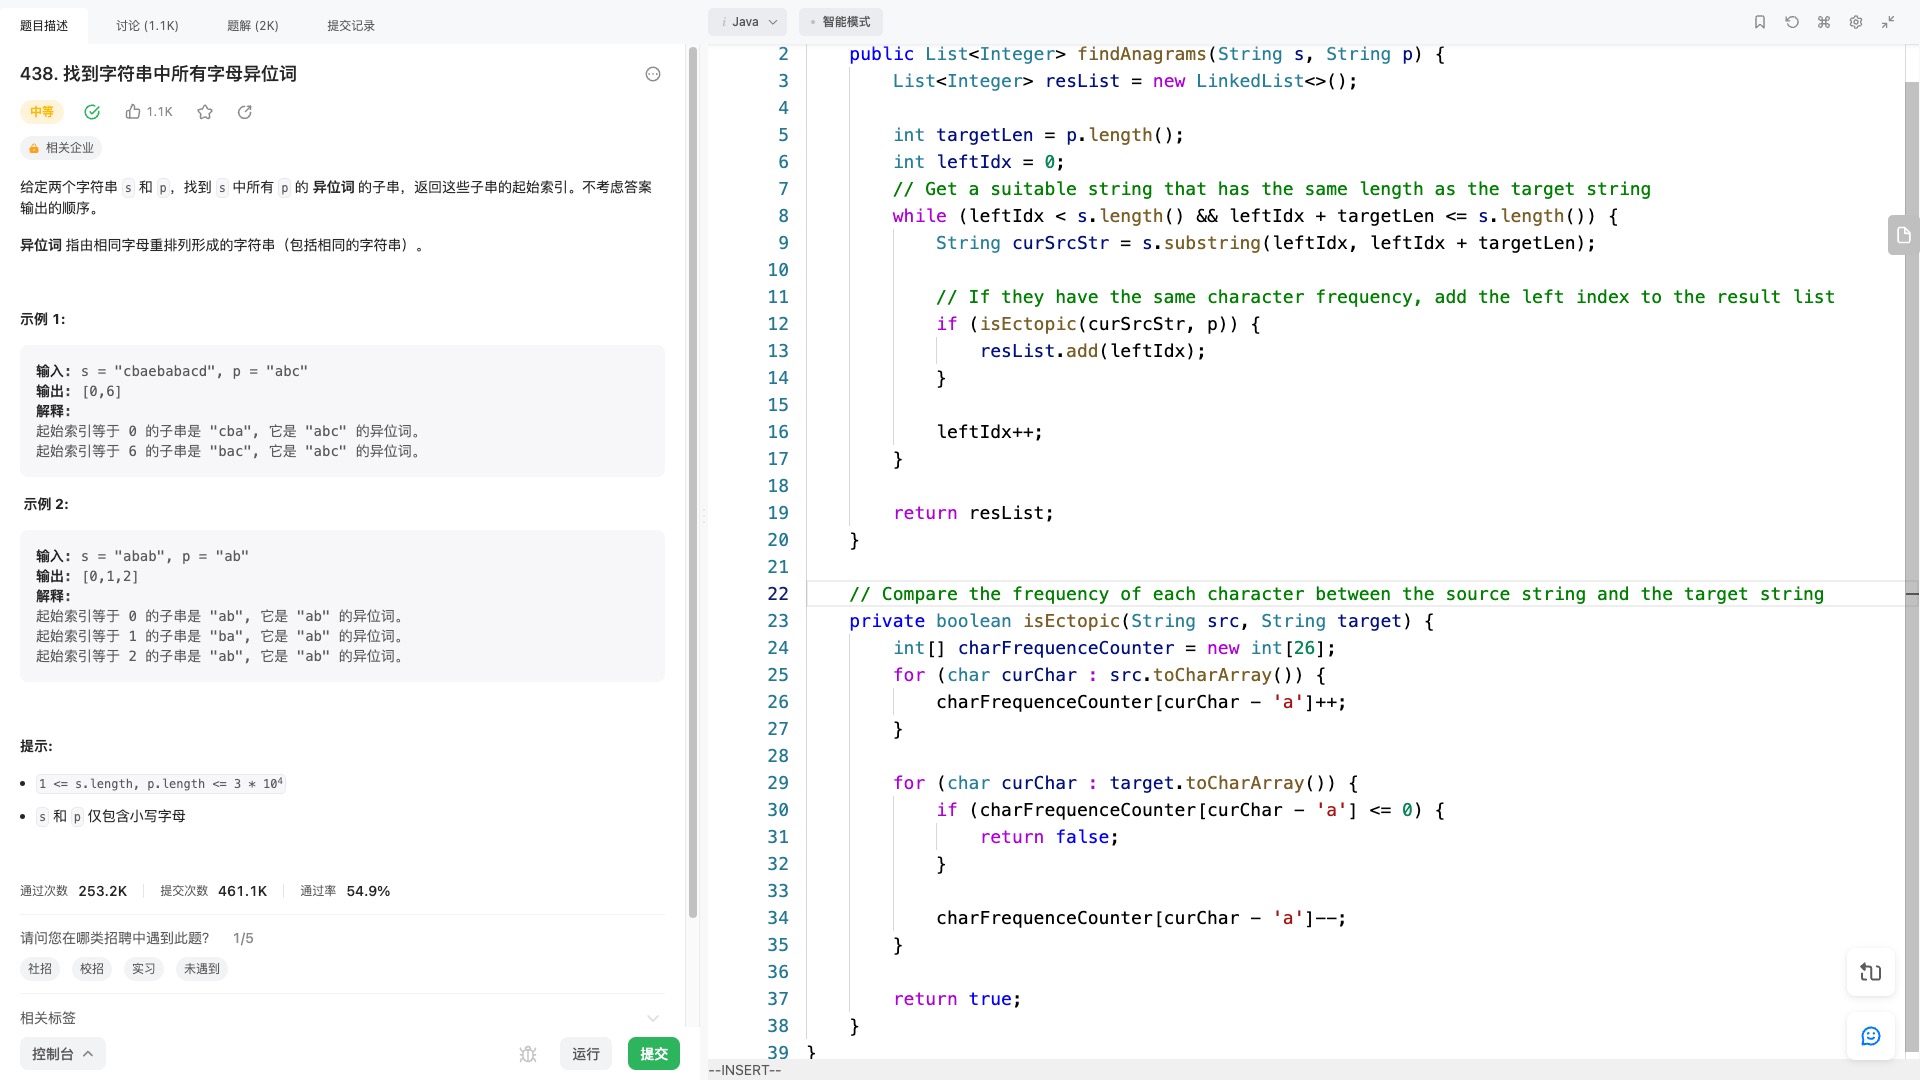 题目描述
讨论 (1.1K)
题解 (2K)
提交记录
438. 找到字符串中所有字母异位词
中等
1.1K
相关企业
给定两个字符串 s 和 p，找到 s 中所有 p 的 异位词 的子串，返回这些子串的起始索引。不考虑答案
输出的顺序。
异位词 指由相同字母重排列形成的字符串（包括相同的字符串）。
示例 1:
输入: s = "cbaebabacd", p = "abc"
输出: [0,6]
解释:
起始索引等于 0 的子串是 "cba", 它是 "abc" 的异位词。
起始索引等于 6 的子串是 "bac", 它是 "abc" 的异位词。
示例 2:
输入: s = "abab", p = "ab"
输出: [0,1,2]
解释:
起始索引等于 0 的子串是 "ab", 它是 "ab" 的异位词。
起始索引等于 1 的子串是 "ba", 它是 "ab" 的异位词。
起始索引等于 2 的子串是 "ab", 它是 "ab" 的异位词。
提示:
• 1 <= s.length, p.length <= 3 * 10⁴
• s 和 p 仅包含小写字母
通过次数 253.2K 提交次数 461.1K 通过率 54.9%
请问您在哪类招聘中遇到此题? 1/5
社招 校招 实习 未遇到
相关标签
控制台
运行
提交
i Java
智能模式
2 public List<Integer> findAnagrams(String s, String p) {
3 List<Integer> resList = new LinkedList<>();
4
5 int targetLen = p.length();
6 int leftIdx = 0;
7 // Get a suitable string that has the same length as the target string
8 while (leftIdx < s.length() && leftIdx + targetLen <= s.length()) {
9 String curSrcStr = s.substring(leftIdx, leftIdx + targetLen);
10
11 // If they have the same character frequency, add the left index to the result list
12 if (isEctopic(curSrcStr, p)) {
13 resList.add(leftIdx);
14 }
15
16 leftIdx++;
17 }
18
19 return resList;
20 }
21
22 // Compare the frequency of each character between the source string and the target string
23 private boolean isEctopic(String src, String target) {
24 int[] charFrequenceCounter = new int[26];
25 for (char curChar : src.toCharArray()) {
26 charFrequenceCounter[curChar - 'a']++;
27 }
28
29 for (char curChar : target.toCharArray()) {
30 if (charFrequenceCounter[curChar - 'a'] <= 0) {
31 return false;
32 }
33
34 charFrequenceCounter[curChar - 'a']--;
35 }
36
37 return true;
38 }
39 }
--INSERT--